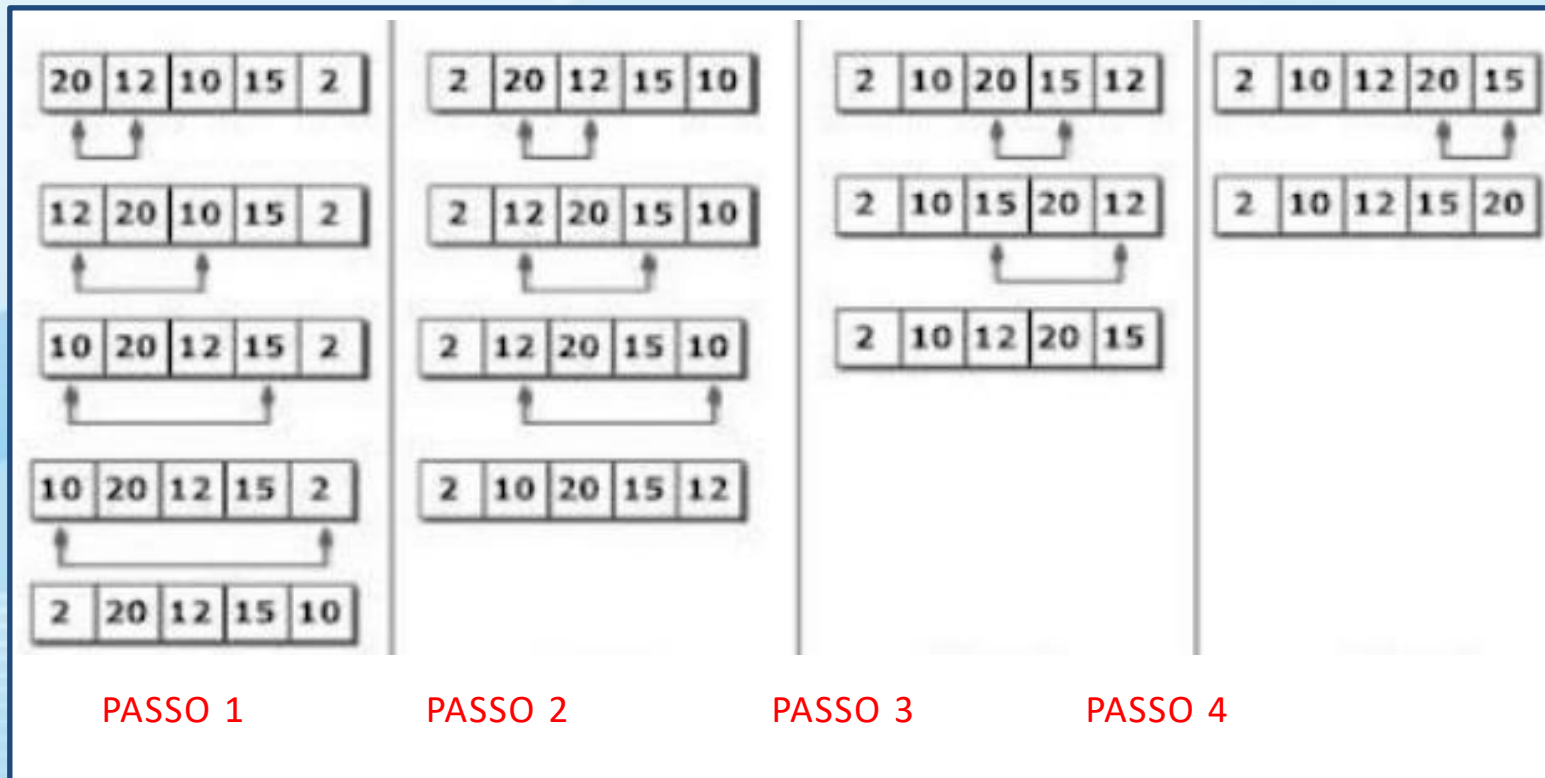 20 12 10 15 2
12 20 10 15 2
10 20 12 15 2
10 20 12 15 2
2 20 12 15 10
2 20 12 15 10
2 12 20 15 10
2 12 20 15 10
2 10 20 15 12
2 10 20 15 12
2 10 15 20 12
2 10 12 20 15
2 10 12 20 15
2 10 12 15 20
PASSO 1
PASSO 2
PASSO 3
PASSO 4